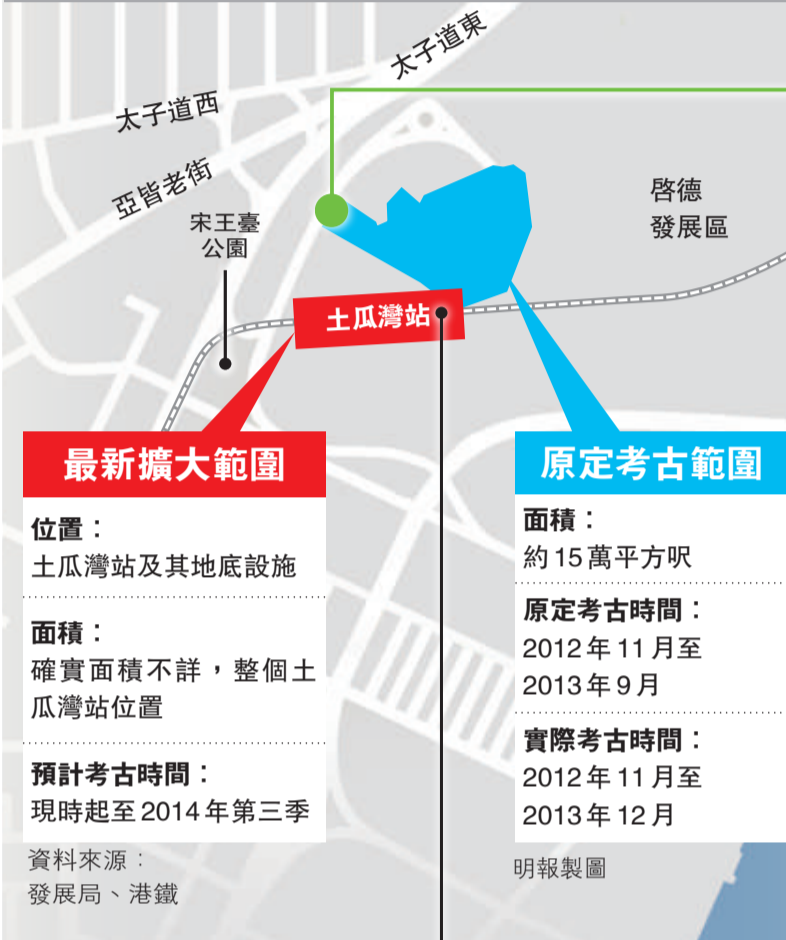 太子道東
太子道西
亞皆老街
宋王臺
公園
啓德
發展區
土瓜灣站
最新擴大範圍
位置：
土瓜灣站及其地底設施
面積：
確實面積不詳，整個土
瓜灣站位置
預計考古時間：
現時起至2014年第三季
資料來源：
發展局、港鐵
原定考古範圍
面積：
約15萬平方呎
原定考古時間：
2012年11月至
2013年9月
實際考古時間：
2012年11月至
2013年12月
明報製圖